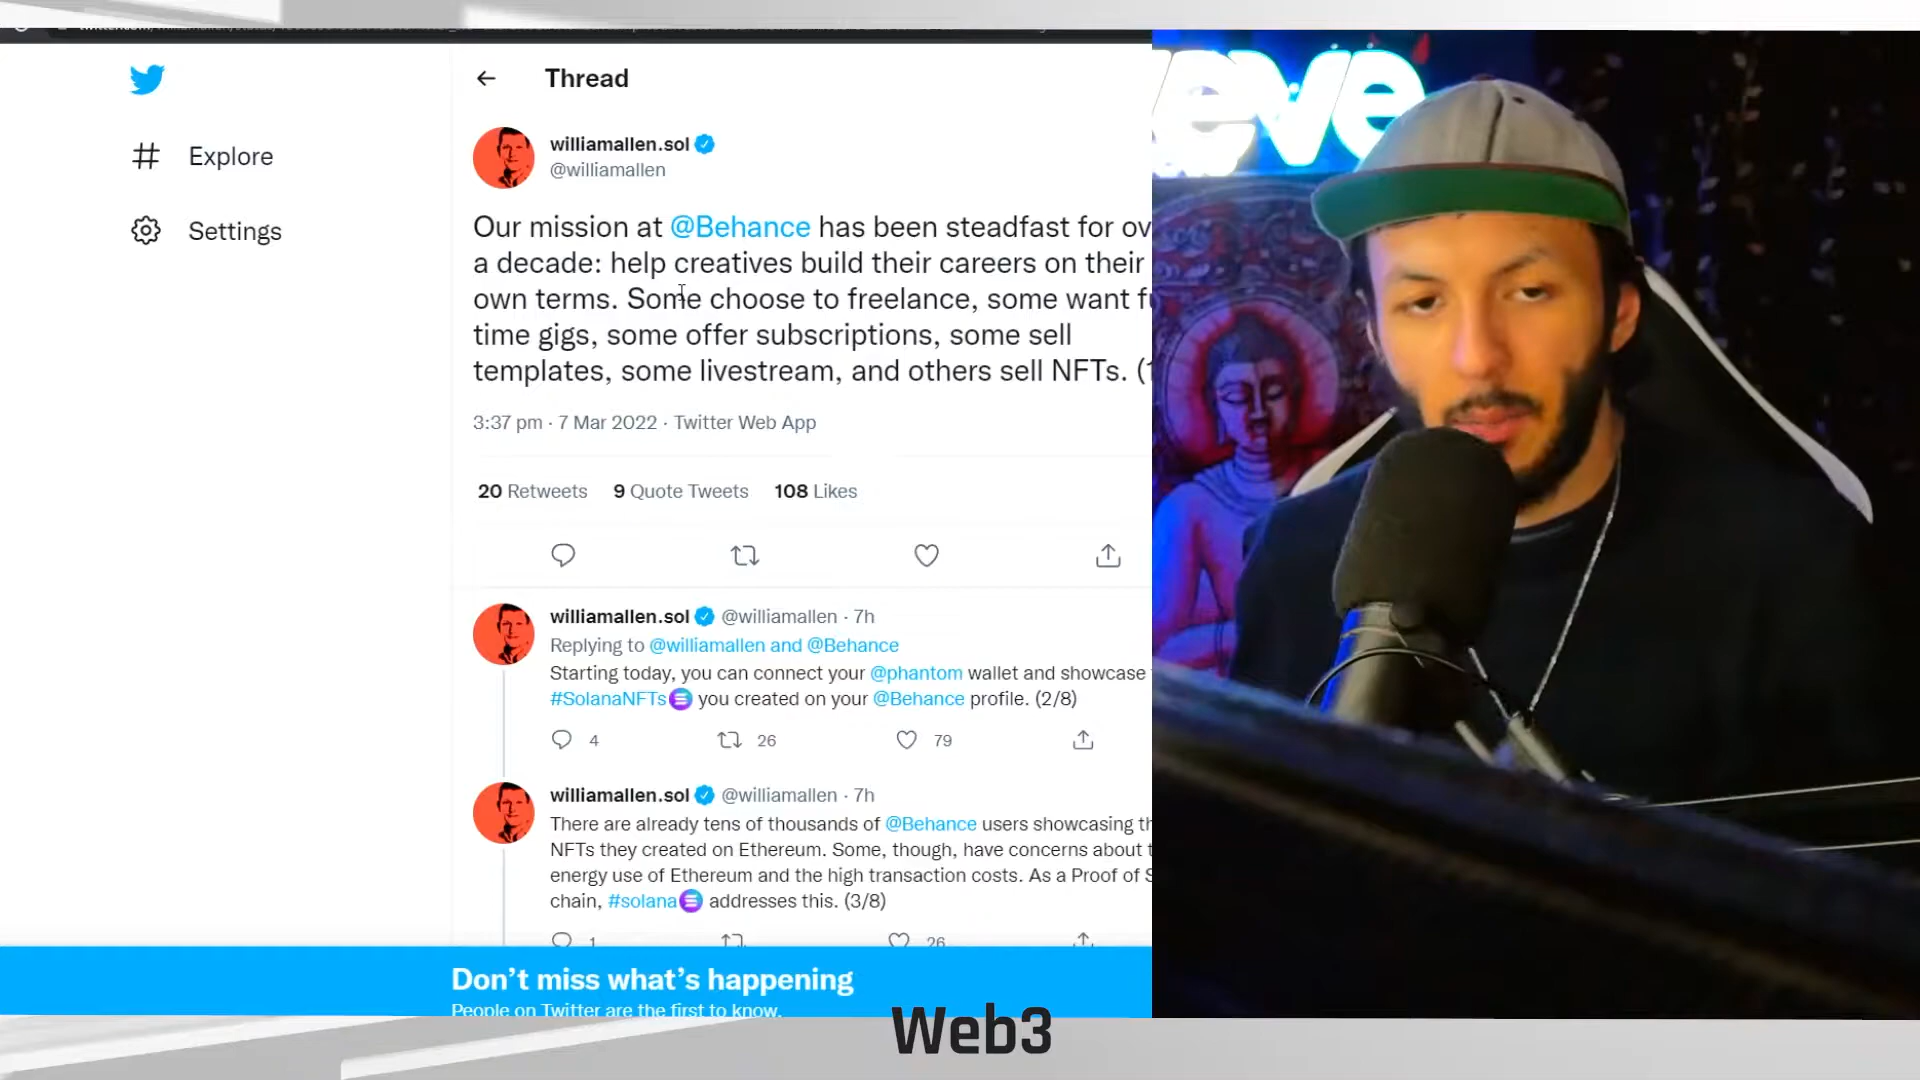 Thread
Explore
Settings
williamallen.sol
@williamallen
Our mission at @Behance has been steadfast for ov
a decade: help creatives build their careers on their
own terms. Some choose to freelance, some want f
time gigs, some offer subscriptions, some sell
templates, some livestream, and others sell NFTs. (1
3:37 pm · 7 Mar 2022 · Twitter Web App
20 Retweets 9 Quote Tweets 108 Likes
williamallen.sol @williamallen · 7h
Replying to @williamallen and @Behance
Starting today, you can connect your @phantom wallet and showcase
#SolanaNFTs you created on your @Behance profile. (2/8)
4 26 79
williamallen.sol @williamallen · 7h
There are already tens of thousands of @Behance users showcasing th
NFTs they created on Ethereum. Some, though, have concerns about t
energy use of Ethereum and the high transaction costs. As a Proof of S
chain, #solana addresses this. (3/8)
1 26
Don't miss what's happening
People on Twitter are the first to know.
Web3